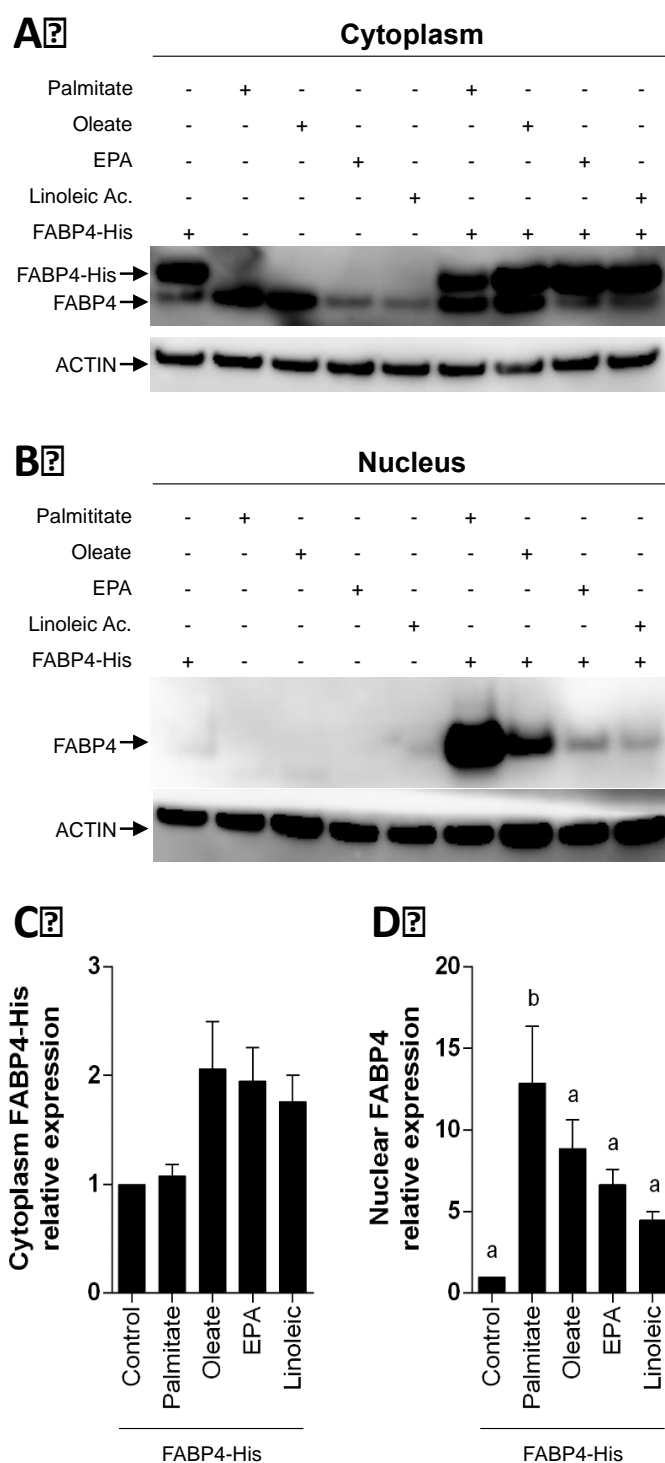 A⍰ Cytoplasm
Palmitate - + - - - + - - -
Oleate - - + - - - + - -
EPA - - - + - - - + -
Linoleic Ac. - - - - + - - - +
FABP4-His + - - - - + + + +
FABP4-His
FABP4
ACTIN
B⍰ Nucleus
Palmititate - + - - - + - - -
Oleate - - + - - - + - -
EPA - - - + - - - + -
Linoleic Ac. - - - - + - - - +
FABP4-His + - - - - + + + +
FABP4
ACTIN
C⍰
Cytoplasm FABP4-His
relative expression
3
2
1
0
Control
Palmitate
Oleate
EPA
Linoleic
FABP4-His
D⍰
Nuclear FABP4
relative expression
20
15
10
5
0
a
b
a
a
a
Control
Palmitate
Oleate
EPA
Linoleic
FABP4-His